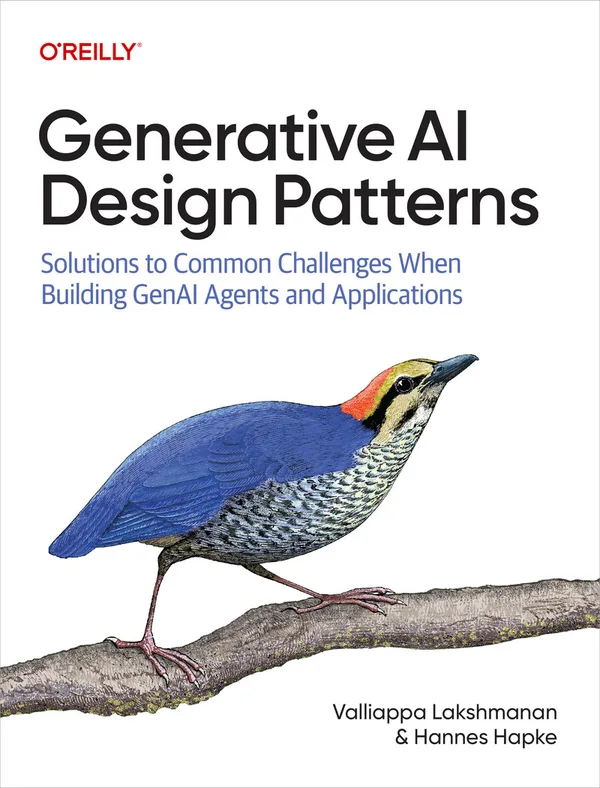 O'REILLY®
Generative AI
Design Patterns
Solutions to Common Challenges When
Building GenAI Agents and Applications
Valliappa Lakshmanan
& Hannes Hapke